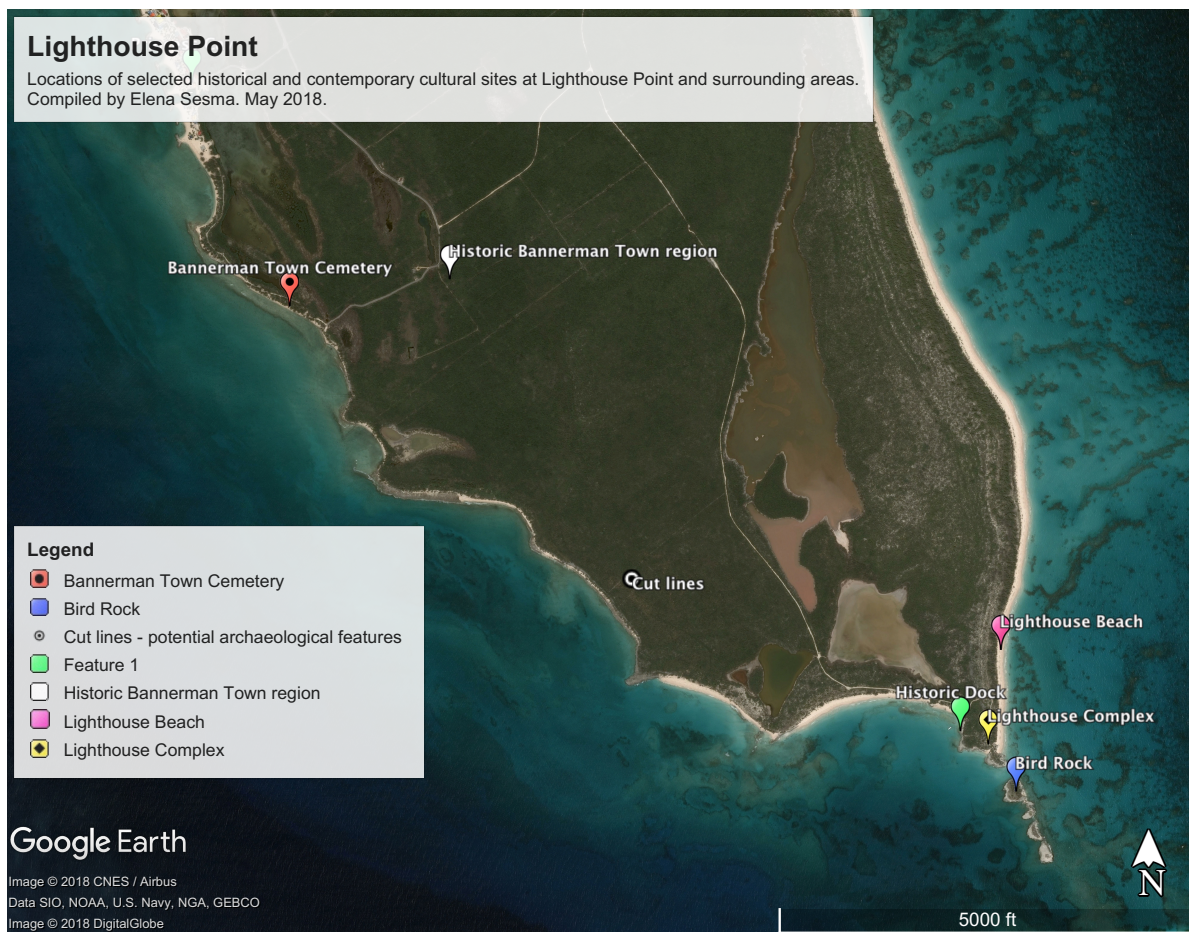 Lighthouse Point
Locations of selected historical and contemporary cultural sites at Lighthouse Point and surrounding areas.
Compiled by Elena Sesma. May 2018.
Historic Bannerman Town region
Bannerman Town Cemetery
Cut lines
Lighthouse Beach
Historic Dock
Lighthouse Complex
Bird Rock
Legend
Bannerman Town Cemetery
Bird Rock
Cut lines - potential archaeological features
Feature 1
Historic Bannerman Town region
Lighthouse Beach
Lighthouse Complex
Google Earth
Image © 2018 CNES / Airbus
Data SIO, NOAA, U.S. Navy, NGA, GEBCO
Image © 2018 DigitalGlobe
N
5000 ft